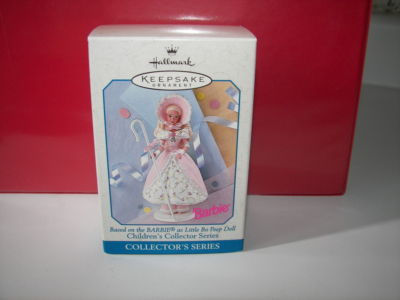 Hallmark
KEEPSAKE
ORNAMENT
Barbie
Based on the BARBIE® as Little Bo Peep Doll
Children's Collector Series
COLLECTOR'S SERIES